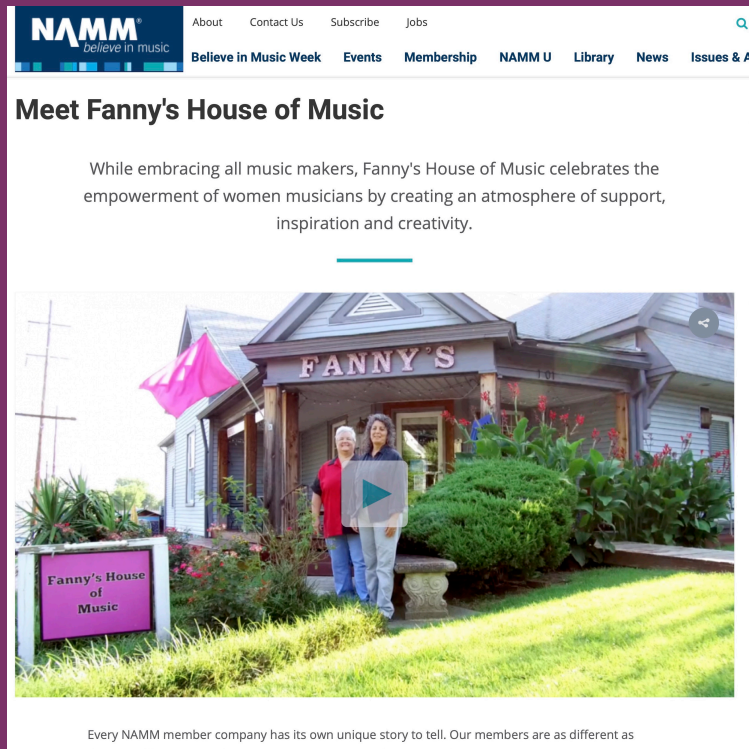 NAMM®
believe in music
About Contact Us Subscribe Jobs
Believe in Music Week Events Membership NAMM U Library News Issues & A
Meet Fanny's House of Music
While embracing all music makers, Fanny's House of Music celebrates the
empowerment of women musicians by creating an atmosphere of support,
inspiration and creativity.
FANNY'S
Fanny's House
of
Music
Every NAMM member company has its own unique story to tell. Our members are as different as